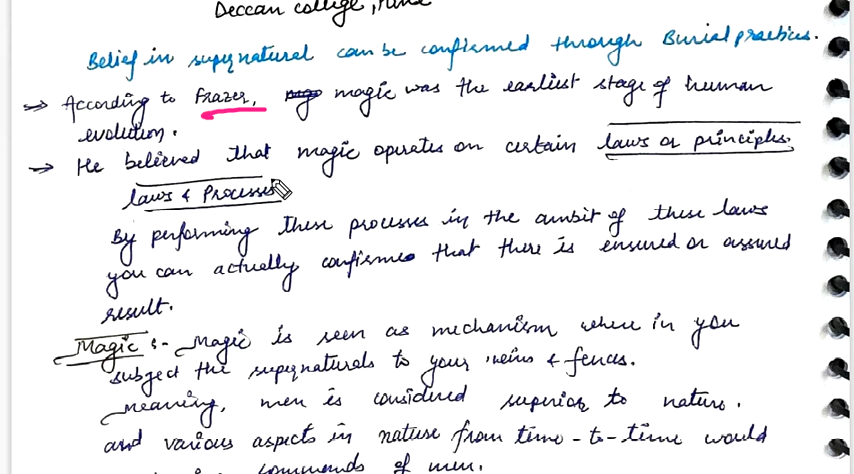 Deccan college, Pune
Belief in supernatural can be confirmed through Burial practices.
→ According to Frazer, magic was the earliest stage of human
evolution.
→ He believed that magic operates on certain laws or principles.
laws & Processes
By performing these processes in the ambit of these laws
you can actually confirmed that there is ensured or assured
result.
Magic :- Magic is seen as mechanism where in you
subject the supernaturals to your & .
meaning, men is considered superior to nature.
and various aspects in nature from time-to-time would
commands of men.